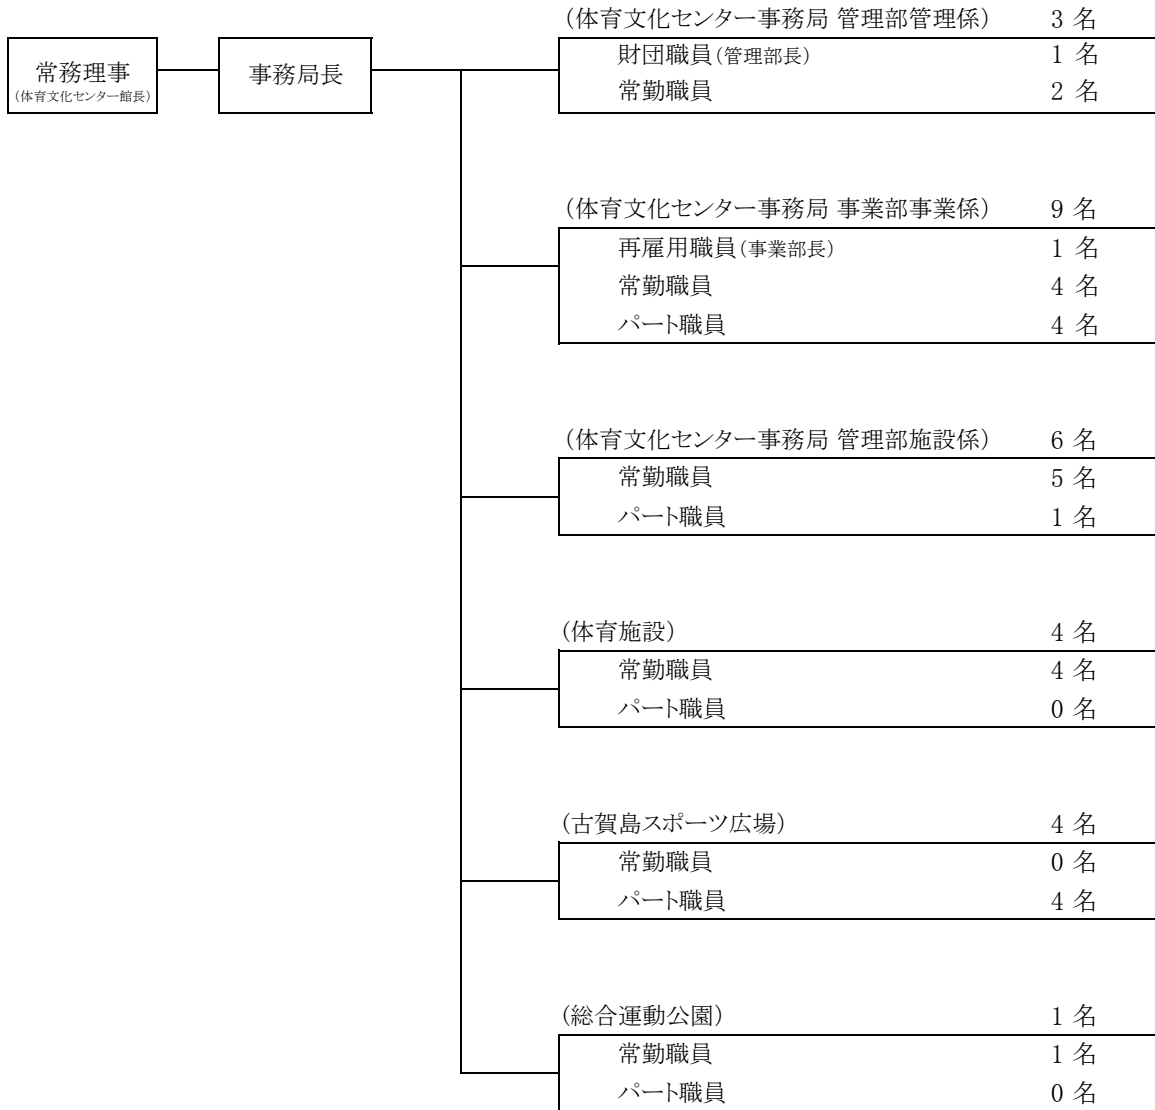 常務理事
(体育文化センター館長)
事務局長
(体育文化センター事務局 管理部管理係) 3 名
財団職員(管理部長) 1 名
常勤職員 2 名
(体育文化センター事務局 事業部事業係) 9 名
再雇用職員(事業部長) 1 名
常勤職員 4 名
パート職員 4 名
(体育文化センター事務局 管理部施設係) 6 名
常勤職員 5 名
パート職員 1 名
(体育施設) 4 名
常勤職員 4 名
パート職員 0 名
(古賀島スポーツ広場) 4 名
常勤職員 0 名
パート職員 4 名
(総合運動公園) 1 名
常勤職員 1 名
パート職員 0 名